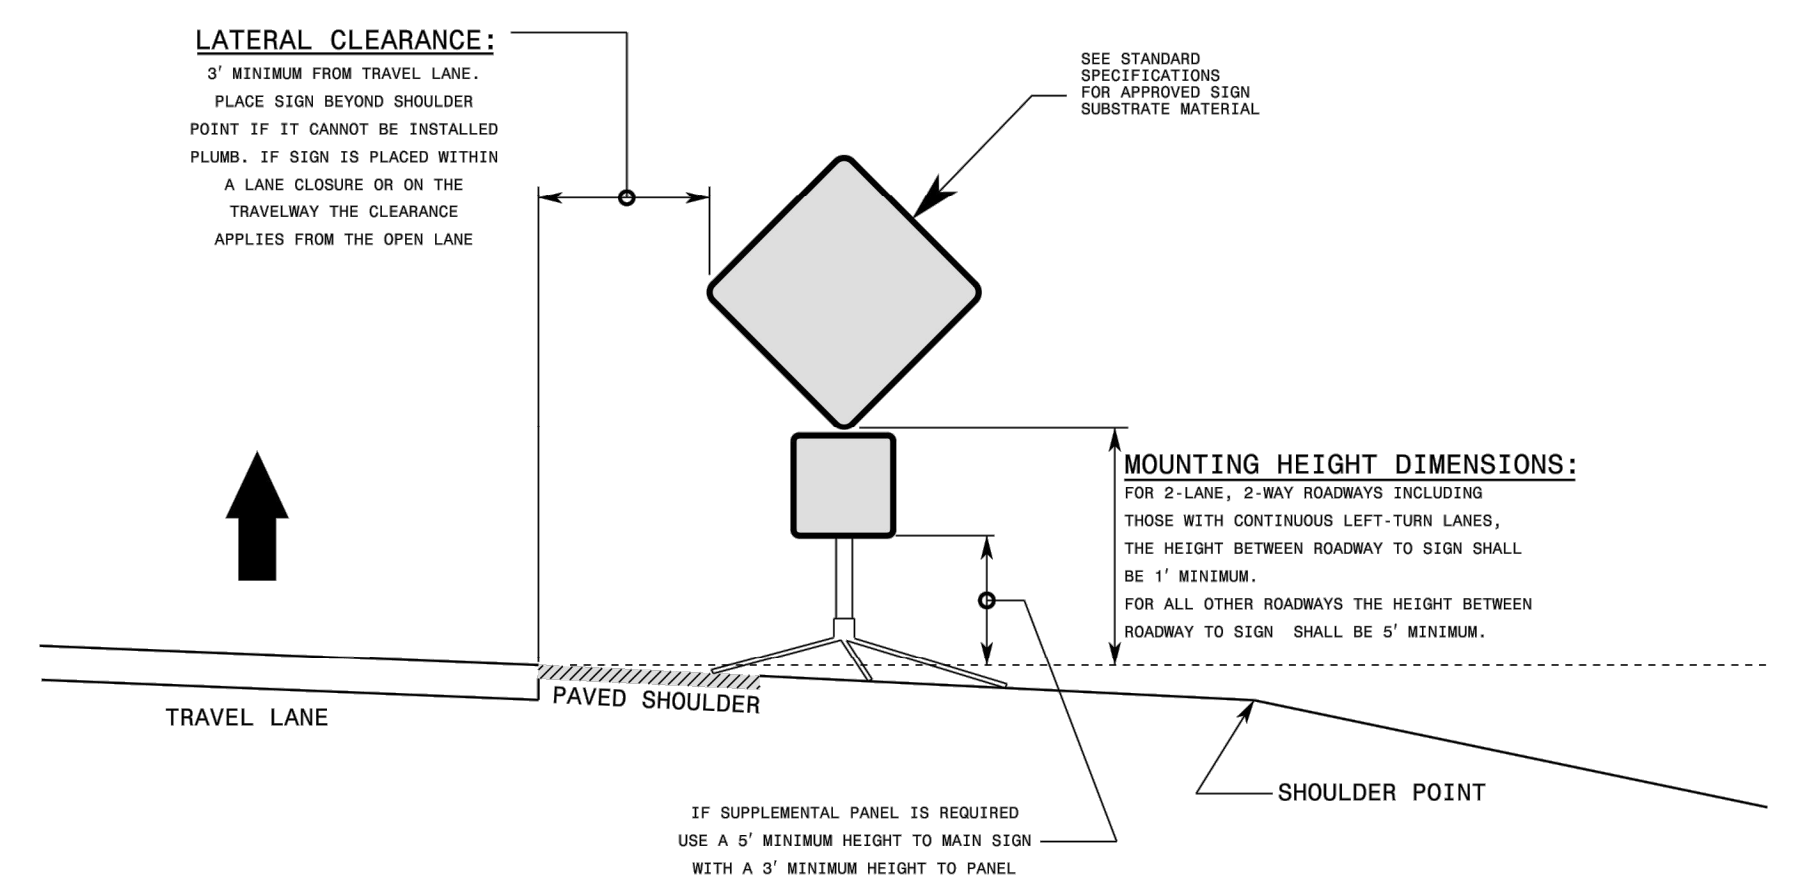 LATERAL CLEARANCE:
3' MINIMUM FROM TRAVEL LANE.
PLACE SIGN BEYOND SHOULDER
POINT IF IT CANNOT BE INSTALLED
PLUMB. IF SIGN IS PLACED WITHIN
A LANE CLOSURE OR ON THE
TRAVELWAY THE CLEARANCE
APPLIES FROM THE OPEN LANE
SEE STANDARD
SPECIFICATIONS
FOR APPROVED SIGN
SUBSTRATE MATERIAL
MOUNTING HEIGHT DIMENSIONS:
FOR 2-LANE, 2-WAY ROADWAYS INCLUDING
THOSE WITH CONTINUOUS LEFT-TURN LANES,
THE HEIGHT BETWEEN ROADWAY TO SIGN SHALL
BE 1' MINIMUM.
FOR ALL OTHER ROADWAYS THE HEIGHT BETWEEN
ROADWAY TO SIGN SHALL BE 5' MINIMUM.
TRAVEL LANE
PAVED SHOULDER
SHOULDER POINT
IF SUPPLEMENTAL PANEL IS REQUIRED
USE A 5' MINIMUM HEIGHT TO MAIN SIGN
WITH A 3' MINIMUM HEIGHT TO PANEL